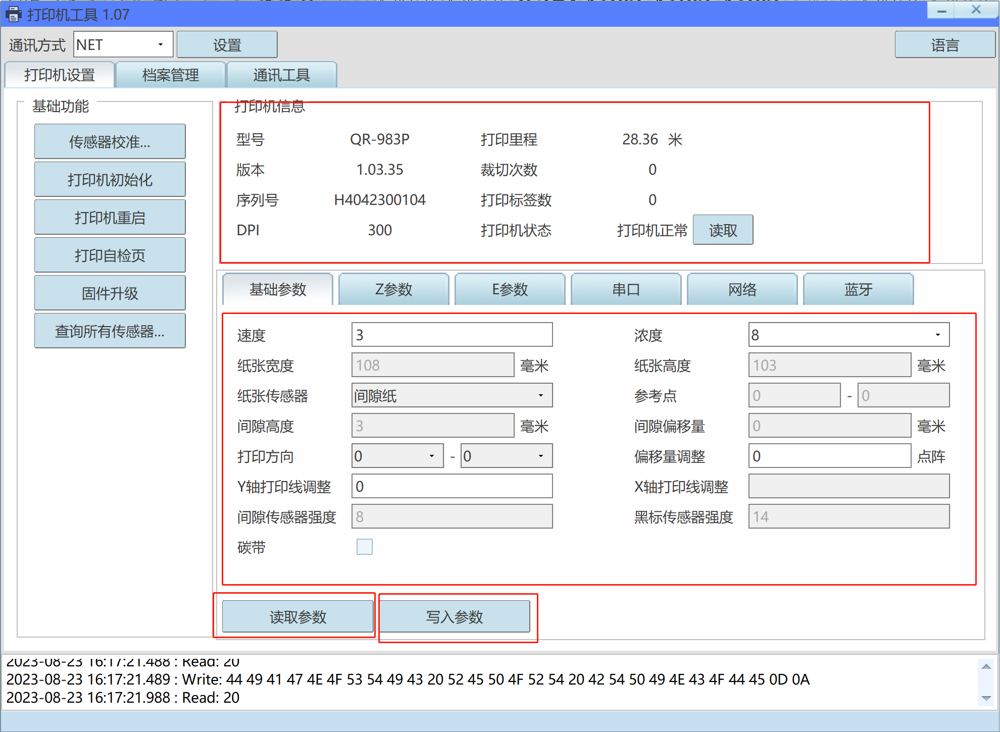 打印机工具 1.07
通讯方式 NET 设置 语言
打印机设置 档案管理 通讯工具
基础功能
传感器校准...
打印机初始化
打印机重启
打印自检页
固件升级
查询所有传感器...
打印机信息
型号 QR-983P 打印里程 28.36 米
版本 1.03.35 裁切次数 0
序列号 H4042300104 打印标签数 0
DPI 300 打印机状态 打印机正常 读取
基础参数 Z参数 E参数 串口 网络 蓝牙
速度 3 浓度 8
纸张宽度 108 毫米 纸张高度 103 毫米
纸张传感器 间隙纸 参考点 0 - 0
间隙高度 3 毫米 间隙偏移量 0 毫米
打印方向 0 - 0 偏移量调整 0 点阵
Y轴打印线调整 0 X轴打印线调整
间隙传感器强度 8 黑标传感器强度 14
碳带
读取参数 写入参数
2023-08-23 16:17:21.488 : Read: 20
2023-08-23 16:17:21.489 : Write: 44 49 41 47 4E 4F 53 54 49 43 20 52 45 50 4F 52 54 20 42 54 50 49 4E 43 4F 44 45 0D 0A
2023-08-23 16:17:21.988 : Read: 20